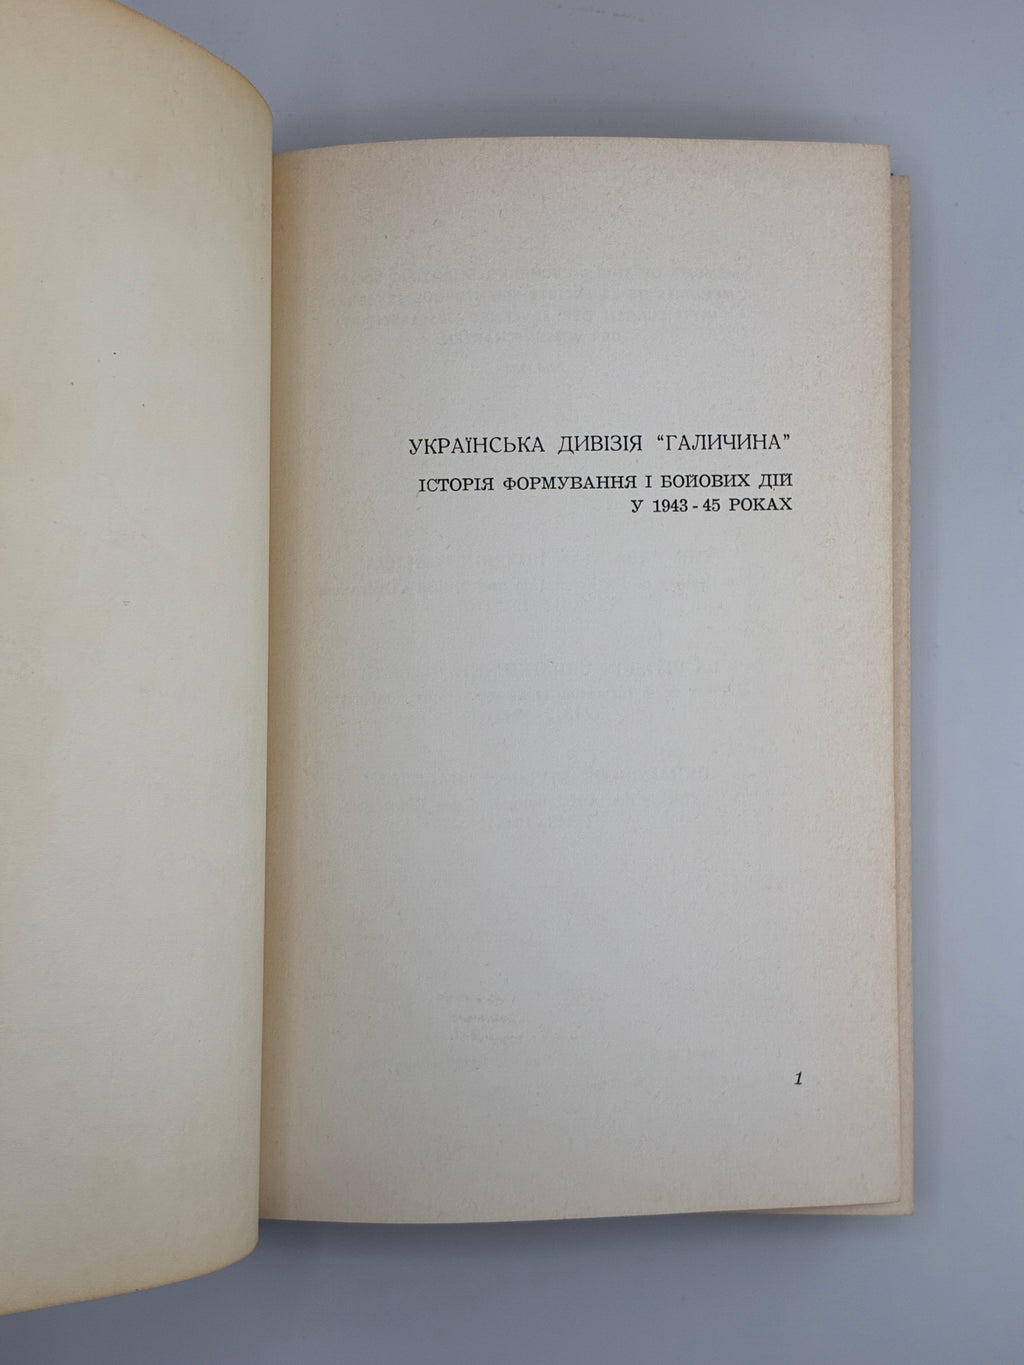 УКРАЇНСЬКА ДИВІЗІЯ “ГАЛИЧИНА”
ІСТОРІЯ ФОРМУВАННЯ І БОЙОВИХ ДІЙ
У 1943 - 45 РОКАХ
1